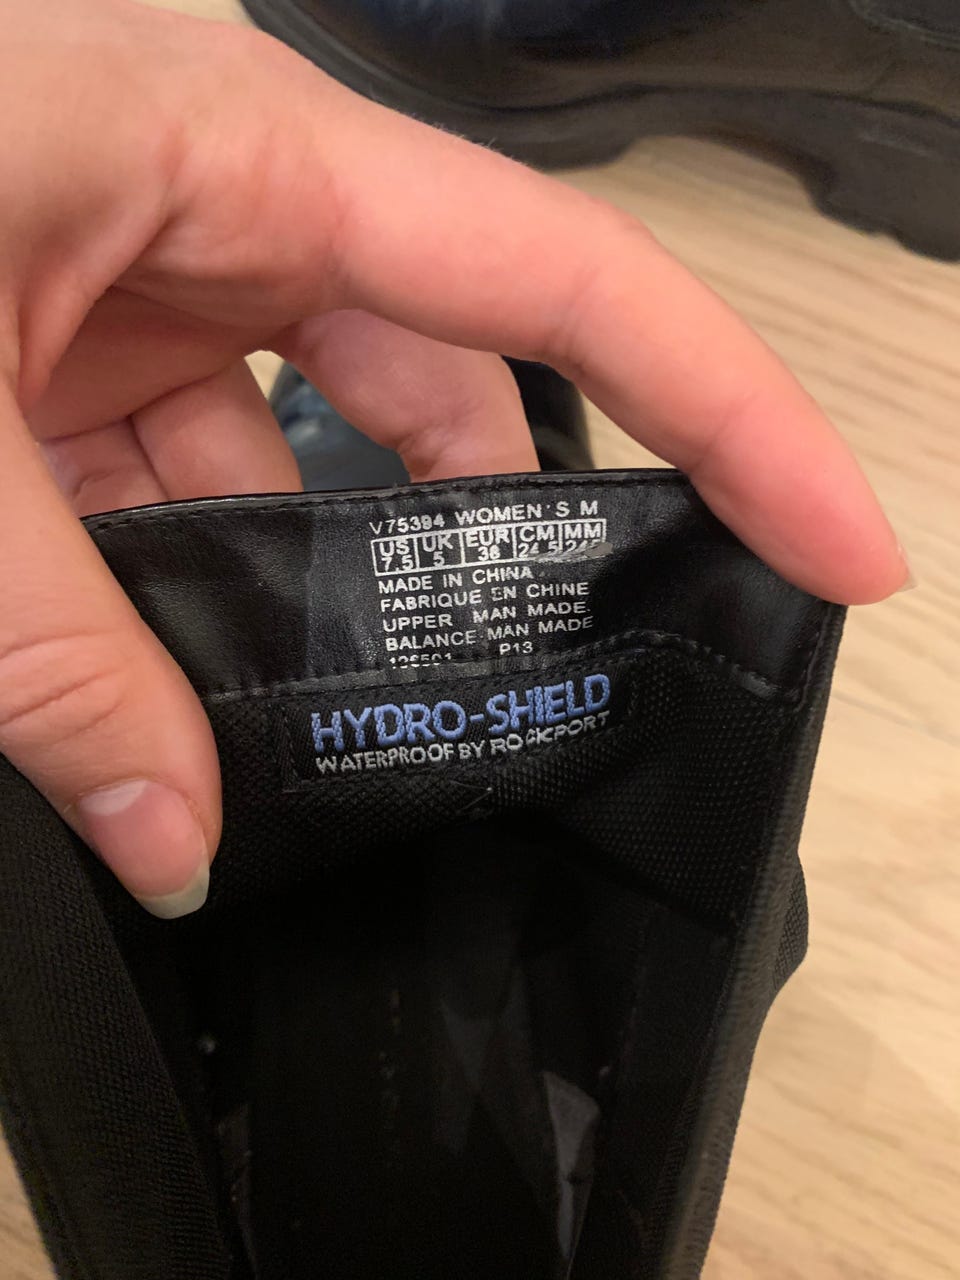 V75394 WOMEN'S M
US UK EUR CM MM
7.5 5 38 24.5
MADE IN CHINA
FABRIQUE EN CHINE
UPPER MAN MADE.
BALANCE MAN MADE
P13
HYDRO-SHIELD
WATERPROOF BY ROCKPORT